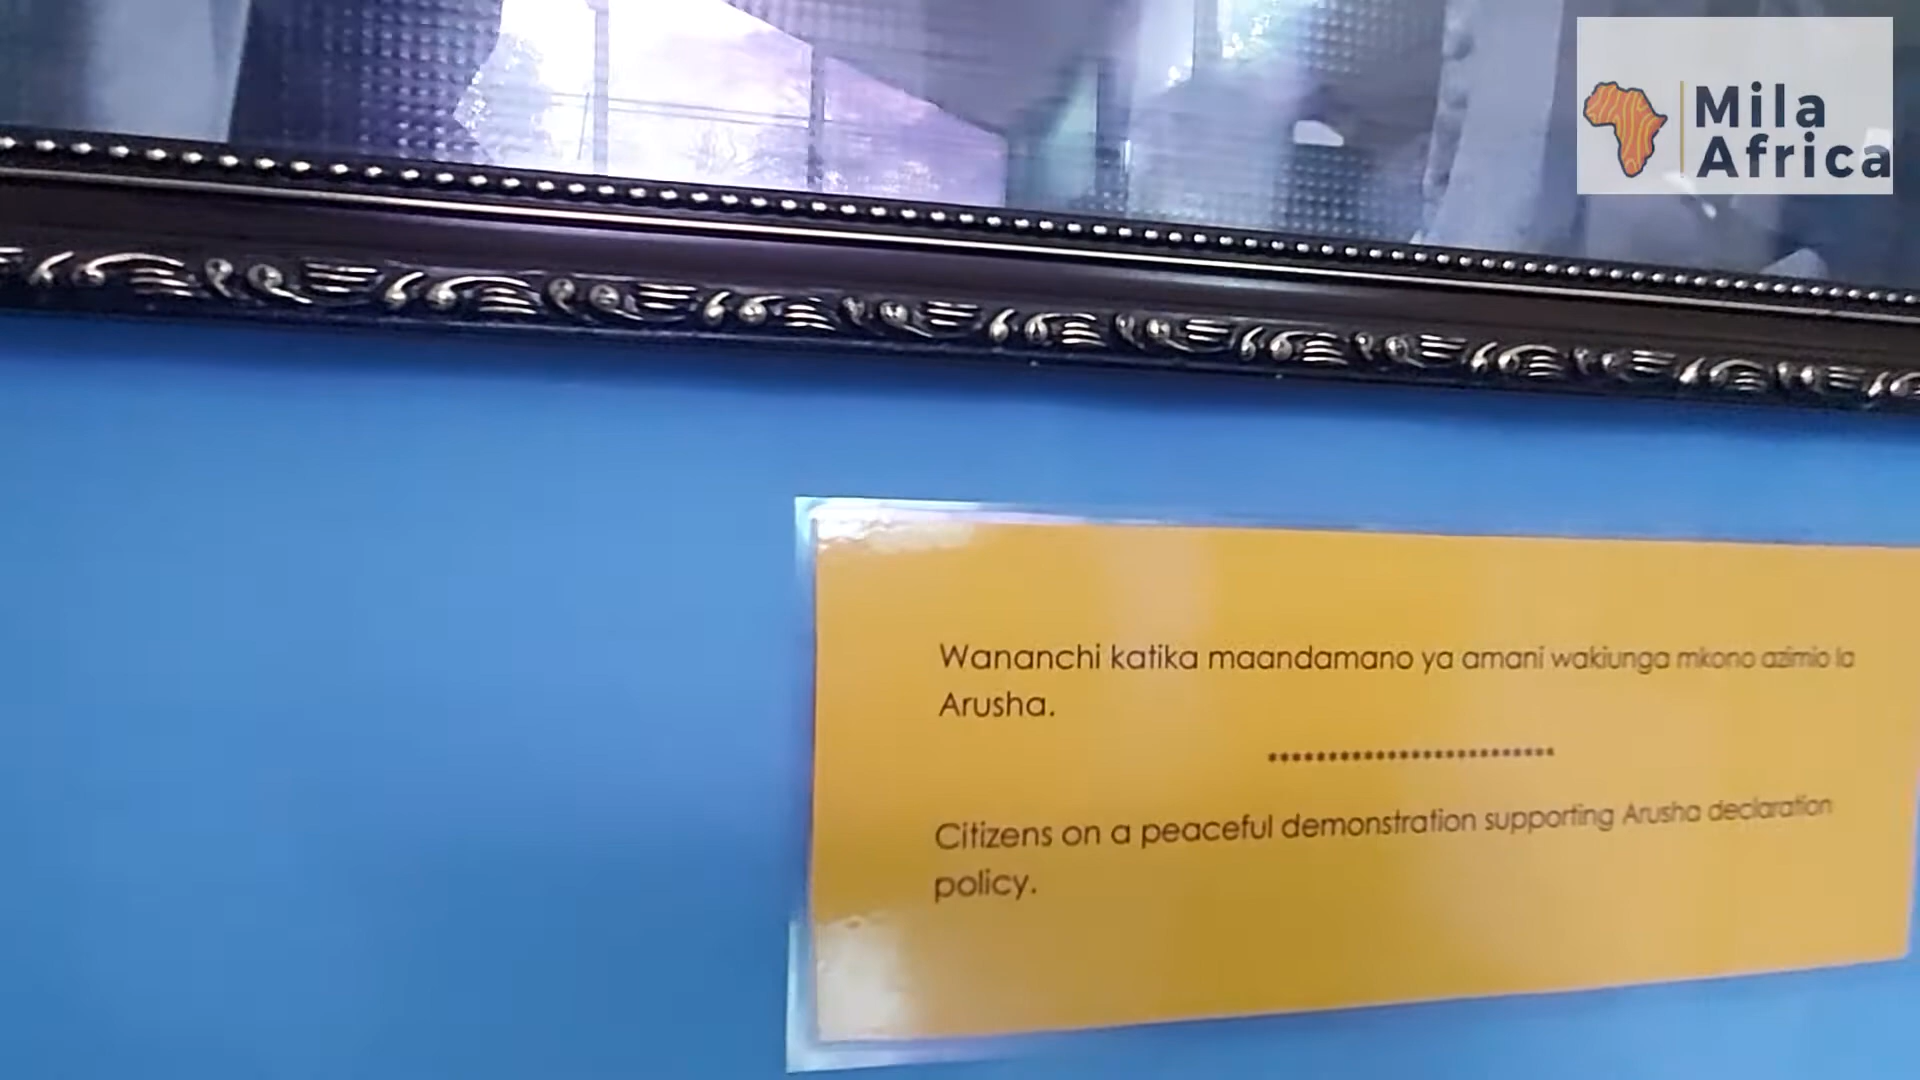 Mila
Africa
Wananchi katika maandamano ya amani wakiunga mkono azimio la
Arusha.
Citizens on a peaceful demonstration supporting Arusha declaration
policy.